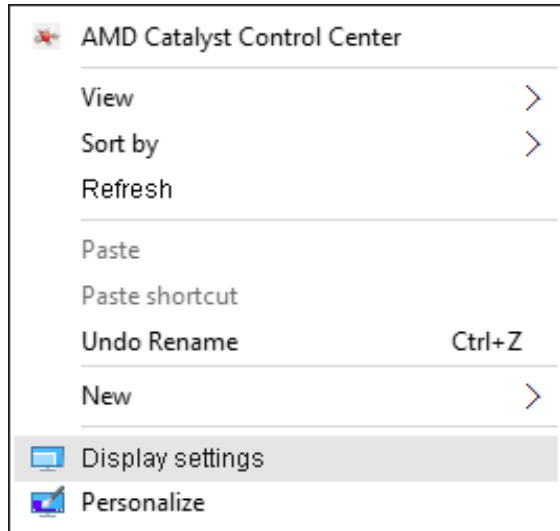 AMD Catalyst Control Center
View
Sort by
Refresh
Paste
Paste shortcut
Undo Rename Ctrl+Z
New
Display settings
Personalize